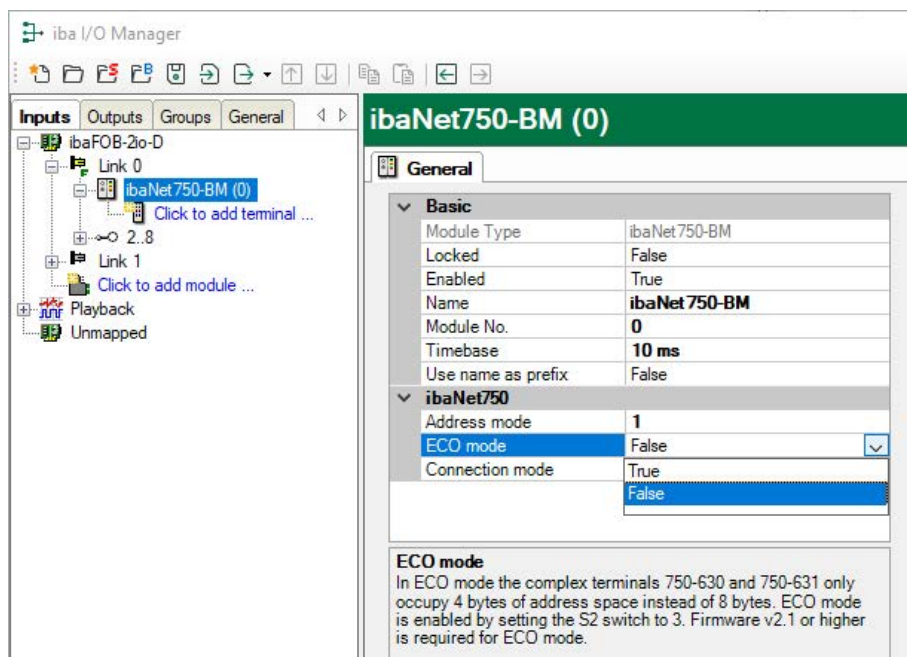 iba I/O Manager
Inputs Outputs Groups General
ibaFOB-2io-D
Link 0
ibaNet750-BM (0)
Click to add terminal ...
2..8
Link 1
Click to add module ...
Playback
Unmapped
ibaNet750-BM (0)
General
Basic
Module Type ibaNet750-BM
Locked False
Enabled True
Name ibaNet750-BM
Module No. 0
Timebase 10 ms
Use name as prefix False
ibaNet750
Address mode 1
ECO mode False
Connection mode
True
False
ECO mode
In ECO mode the complex terminals 750-630 and 750-631 only
occupy 4 bytes of address space instead of 8 bytes. ECO mode
is enabled by setting the S2 switch to 3. Firmware v2.1 or higher
is required for ECO mode.